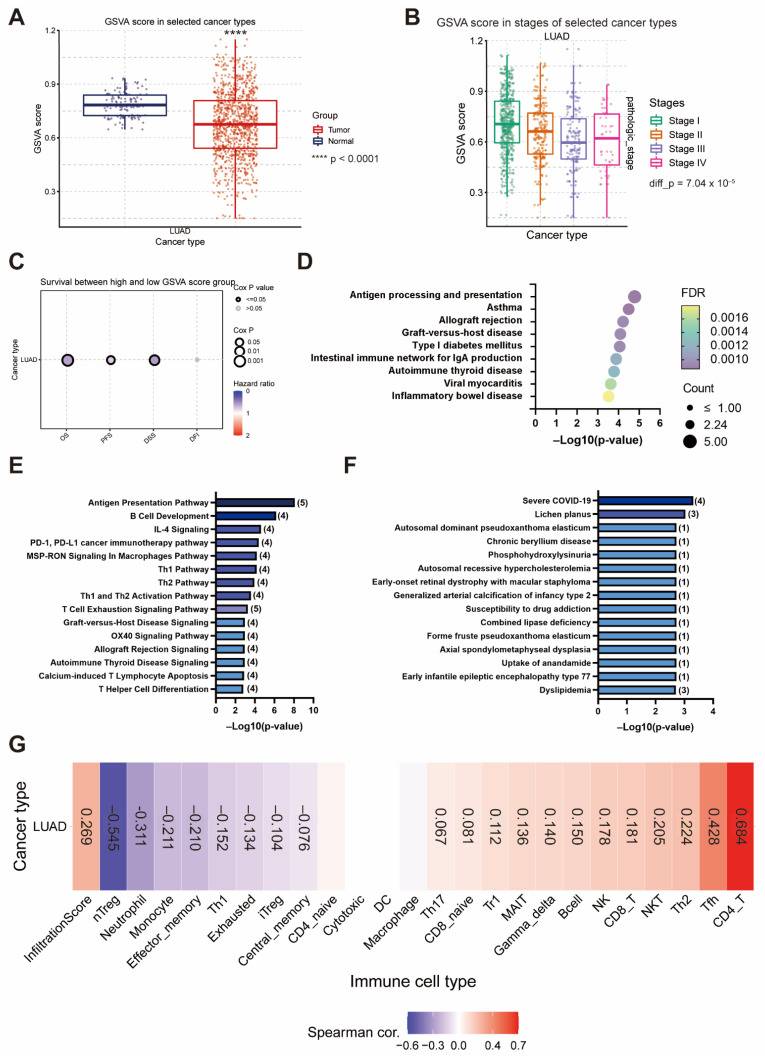 A
GSVA score in selected cancer types
****
1.2
0.9
0.6
0.3
GSVA score
LUAD
Cancer type
Group
Tumor
Normal
**** p < 0.0001
B
GSVA score in stages of selected cancer types
LUAD
1.2
0.9
0.6
0.3
GSVA score
pathologic_stage
Cancer type
Stages
Stage I
Stage II
Stage III
Stage IV
diff_p = 7.04 x 10⁻⁵
C
Survival between high and low GSVA score group
Cancer type
LUAD
OS
PFS
DSS
DFI
Cox P value
<=0.05
>0.05
Cox P
0.05
0.01
0.001
Hazard ratio
0
1
2
D
Antigen processing and presentation
Asthma
Allograft rejection
Graft-versus-host disease
Type I diabetes mellitus
Intestinal immune network for IgA production
Autoimmune thyroid disease
Viral myocarditis
Inflammatory bowel disease
0 1 2 3 4 5 6
–Log10(p-value)
FDR
0.0016
0.0014
0.0012
0.0010
Count
≤ 1.00
2.24
5.00
E
Antigen Presentation Pathway (5)
B Cell Development (4)
IL-4 Signaling (4)
PD-1, PD-L1 cancer immunotherapy pathway (4)
MSP-RON Signaling In Macrophages Pathway (4)
Th1 Pathway (4)
Th2 Pathway (4)
Th1 and Th2 Activation Pathway (4)
T Cell Exhaustion Signaling Pathway (5)
Graft-versus-Host Disease Signaling (4)
OX40 Signaling Pathway (4)
Allograft Rejection Signaling (4)
Autoimmune Thyroid Disease Signaling (4)
Calcium-induced T Lymphocyte Apoptosis (4)
T Helper Cell Differentiation (4)
0 2 4 6 8 10
–Log10(p-value)
F
Severe COVID-19 (4)
Lichen planus (3)
Autosomal dominant pseudoxanthoma elasticum (1)
Chronic beryllium disease (1)
Phosphohydroxylysinuria (1)
Autosomal recessive hypercholesterolemia (1)
Early-onset retinal dystrophy with macular staphyloma (1)
Generalized arterial calcification of infancy type 2 (1)
Susceptibility to drug addiction (1)
Combined lipase deficiency (1)
Forme fruste pseudoxanthoma elasticum (1)
Axial spondylometaphyseal dysplasia (1)
Uptake of anandamide (1)
Early infantile epileptic encephalopathy type 77 (1)
Dyslipidemia (3)
0 1 2 3 4
–Log10(p-value)
G
Cancer type
LUAD
0.269 −0.545 -0.311 −0.211 −0.210 −0.152 −0.134 −0.104 −0.076 0.067 0.081 0.112 0.136 0.140 0.150 0.178 0.181 0.205 0.224 0.428 0.684
InfiltrationScore
nTreg
Neutrophil
Monocyte
Effector_memory
Th1
Exhausted
iTreg
Central_memory
CD4_naive
Cytotoxic
DC
Macrophage
Th17
CD8_naive
Tr1
MAIT
Gamma_delta
Bcell
NK
CD8_T
NKT
Th2
Tfh
CD4_T
Immune cell type
Spearman cor.
−0.6 −0.3 0.0 0.4 0.7